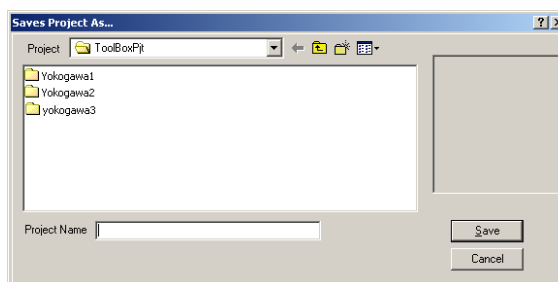 Saves Project As...
Project ToolBoxPjt
Yokogawa1
Yokogawa2
yokogawa3
Project Name
Save
Cancel